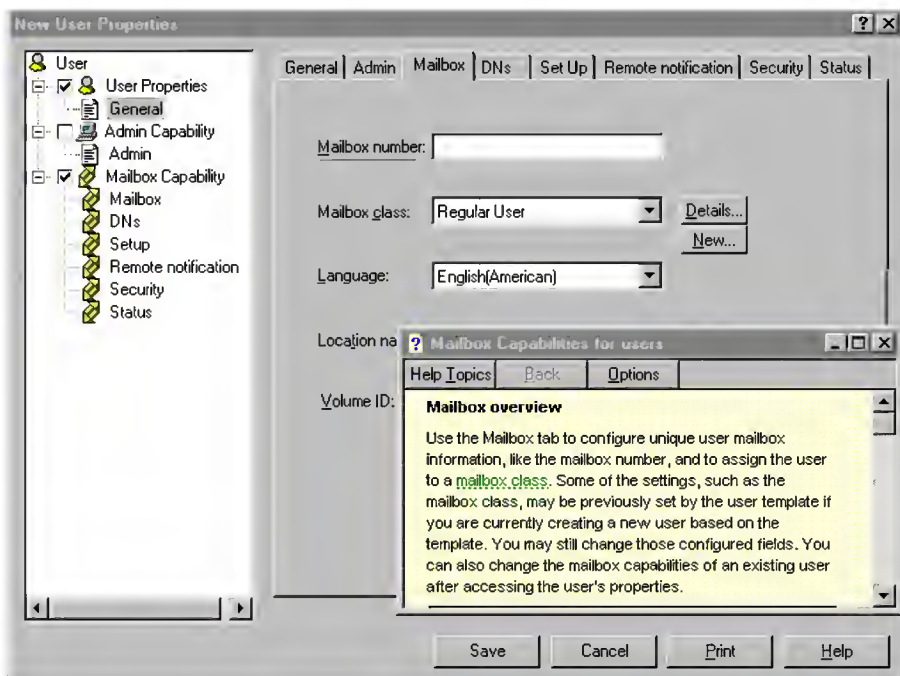 New User Properties
User
User Properties
General
Admin Capability
Admin
Mailbox Capability
Mailbox
DNs
Setup
Remote notification
Security
Status
General Admin Mailbox DNs Set Up Remote notification Security Status
Mailbox number:
Mailbox class: Regular User Details...
New...
Language: English(American)
Location na
Volume ID:
? Mailbox Capabilities for users
Help Topics Back Options
Mailbox overview
Use the Mailbox tab to configure unique user mailbox
information, like the mailbox number, and to assign the user
to a mailbox class. Some of the settings, such as the
mailbox class, may be previously set by the user template if
you are currently creating a new user based on the
template. You may still change those configured fields. You
can also change the mailbox capabilities of an existing user
after accessing the user's properties.
Save Cancel Print Help